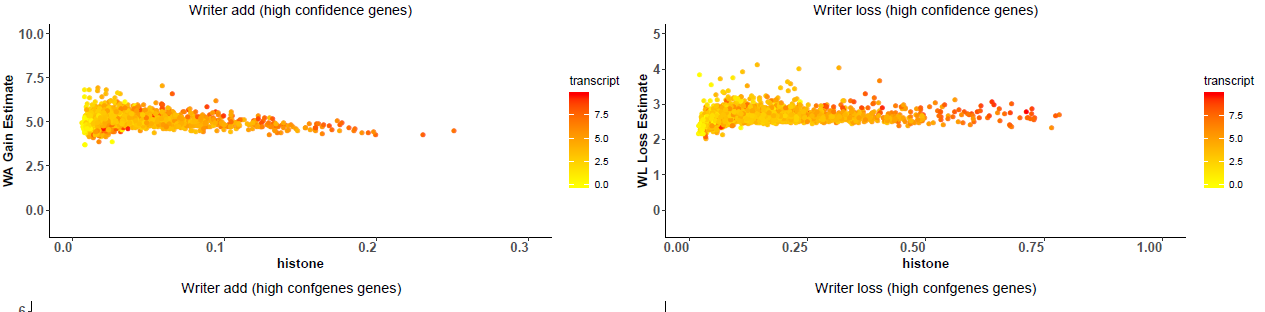 Writer add (high confidence genes)
10.0
7.5
5.0
2.5
0.0
WA Gain Estimate
0.0
0.1
0.2
0.3
histone
transcript
7.5
5.0
2.5
0.0
Writer loss (high confidence genes)
5
4
3
2
1
0
WL Loss Estimate
0.00
0.25
0.50
0.75
1.00
histone
transcript
7.5
5.0
2.5
0.0
Writer add (high confgenes genes)
6
Writer loss (high confgenes genes)